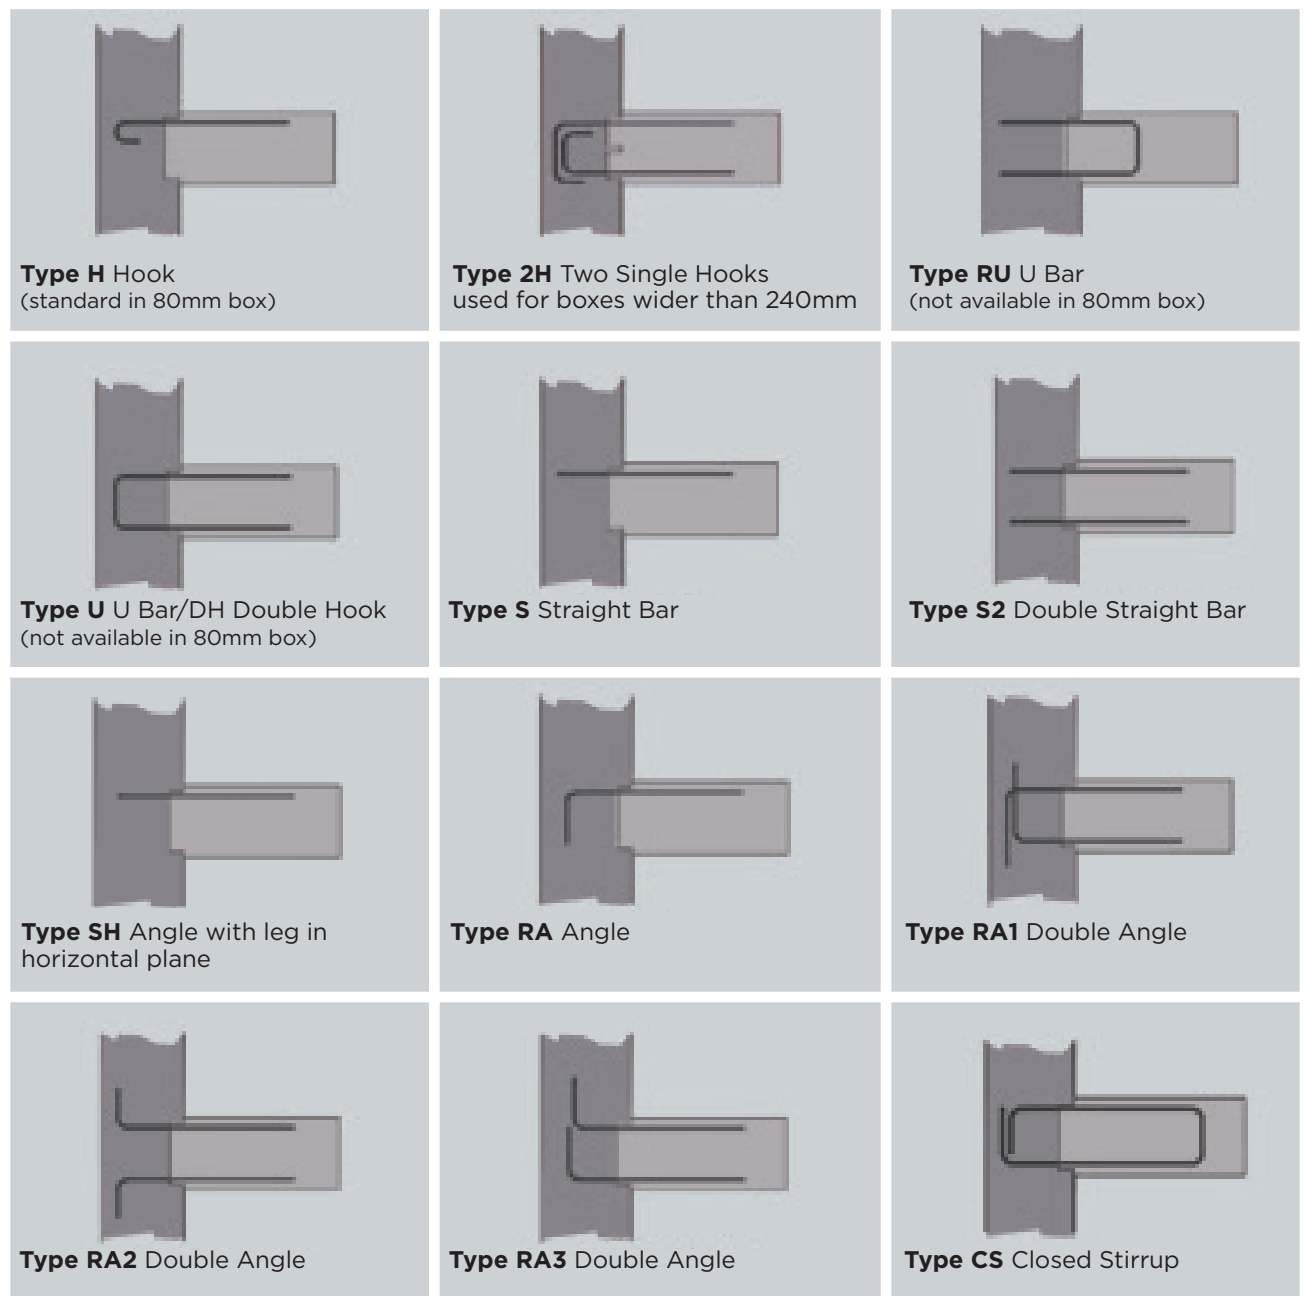 Type H Hook
(standard in 80mm box)
Type 2H Two Single Hooks
used for boxes wider than 240mm
Type RU U Bar
(not available in 80mm box)
Type U U Bar/DH Double Hook
(not available in 80mm box)
Type S Straight Bar
Type S2 Double Straight Bar
Type SH Angle with leg in
horizontal plane
Type RA Angle
Type RA1 Double Angle
Type RA2 Double Angle
Type RA3 Double Angle
Type CS Closed Stirrup